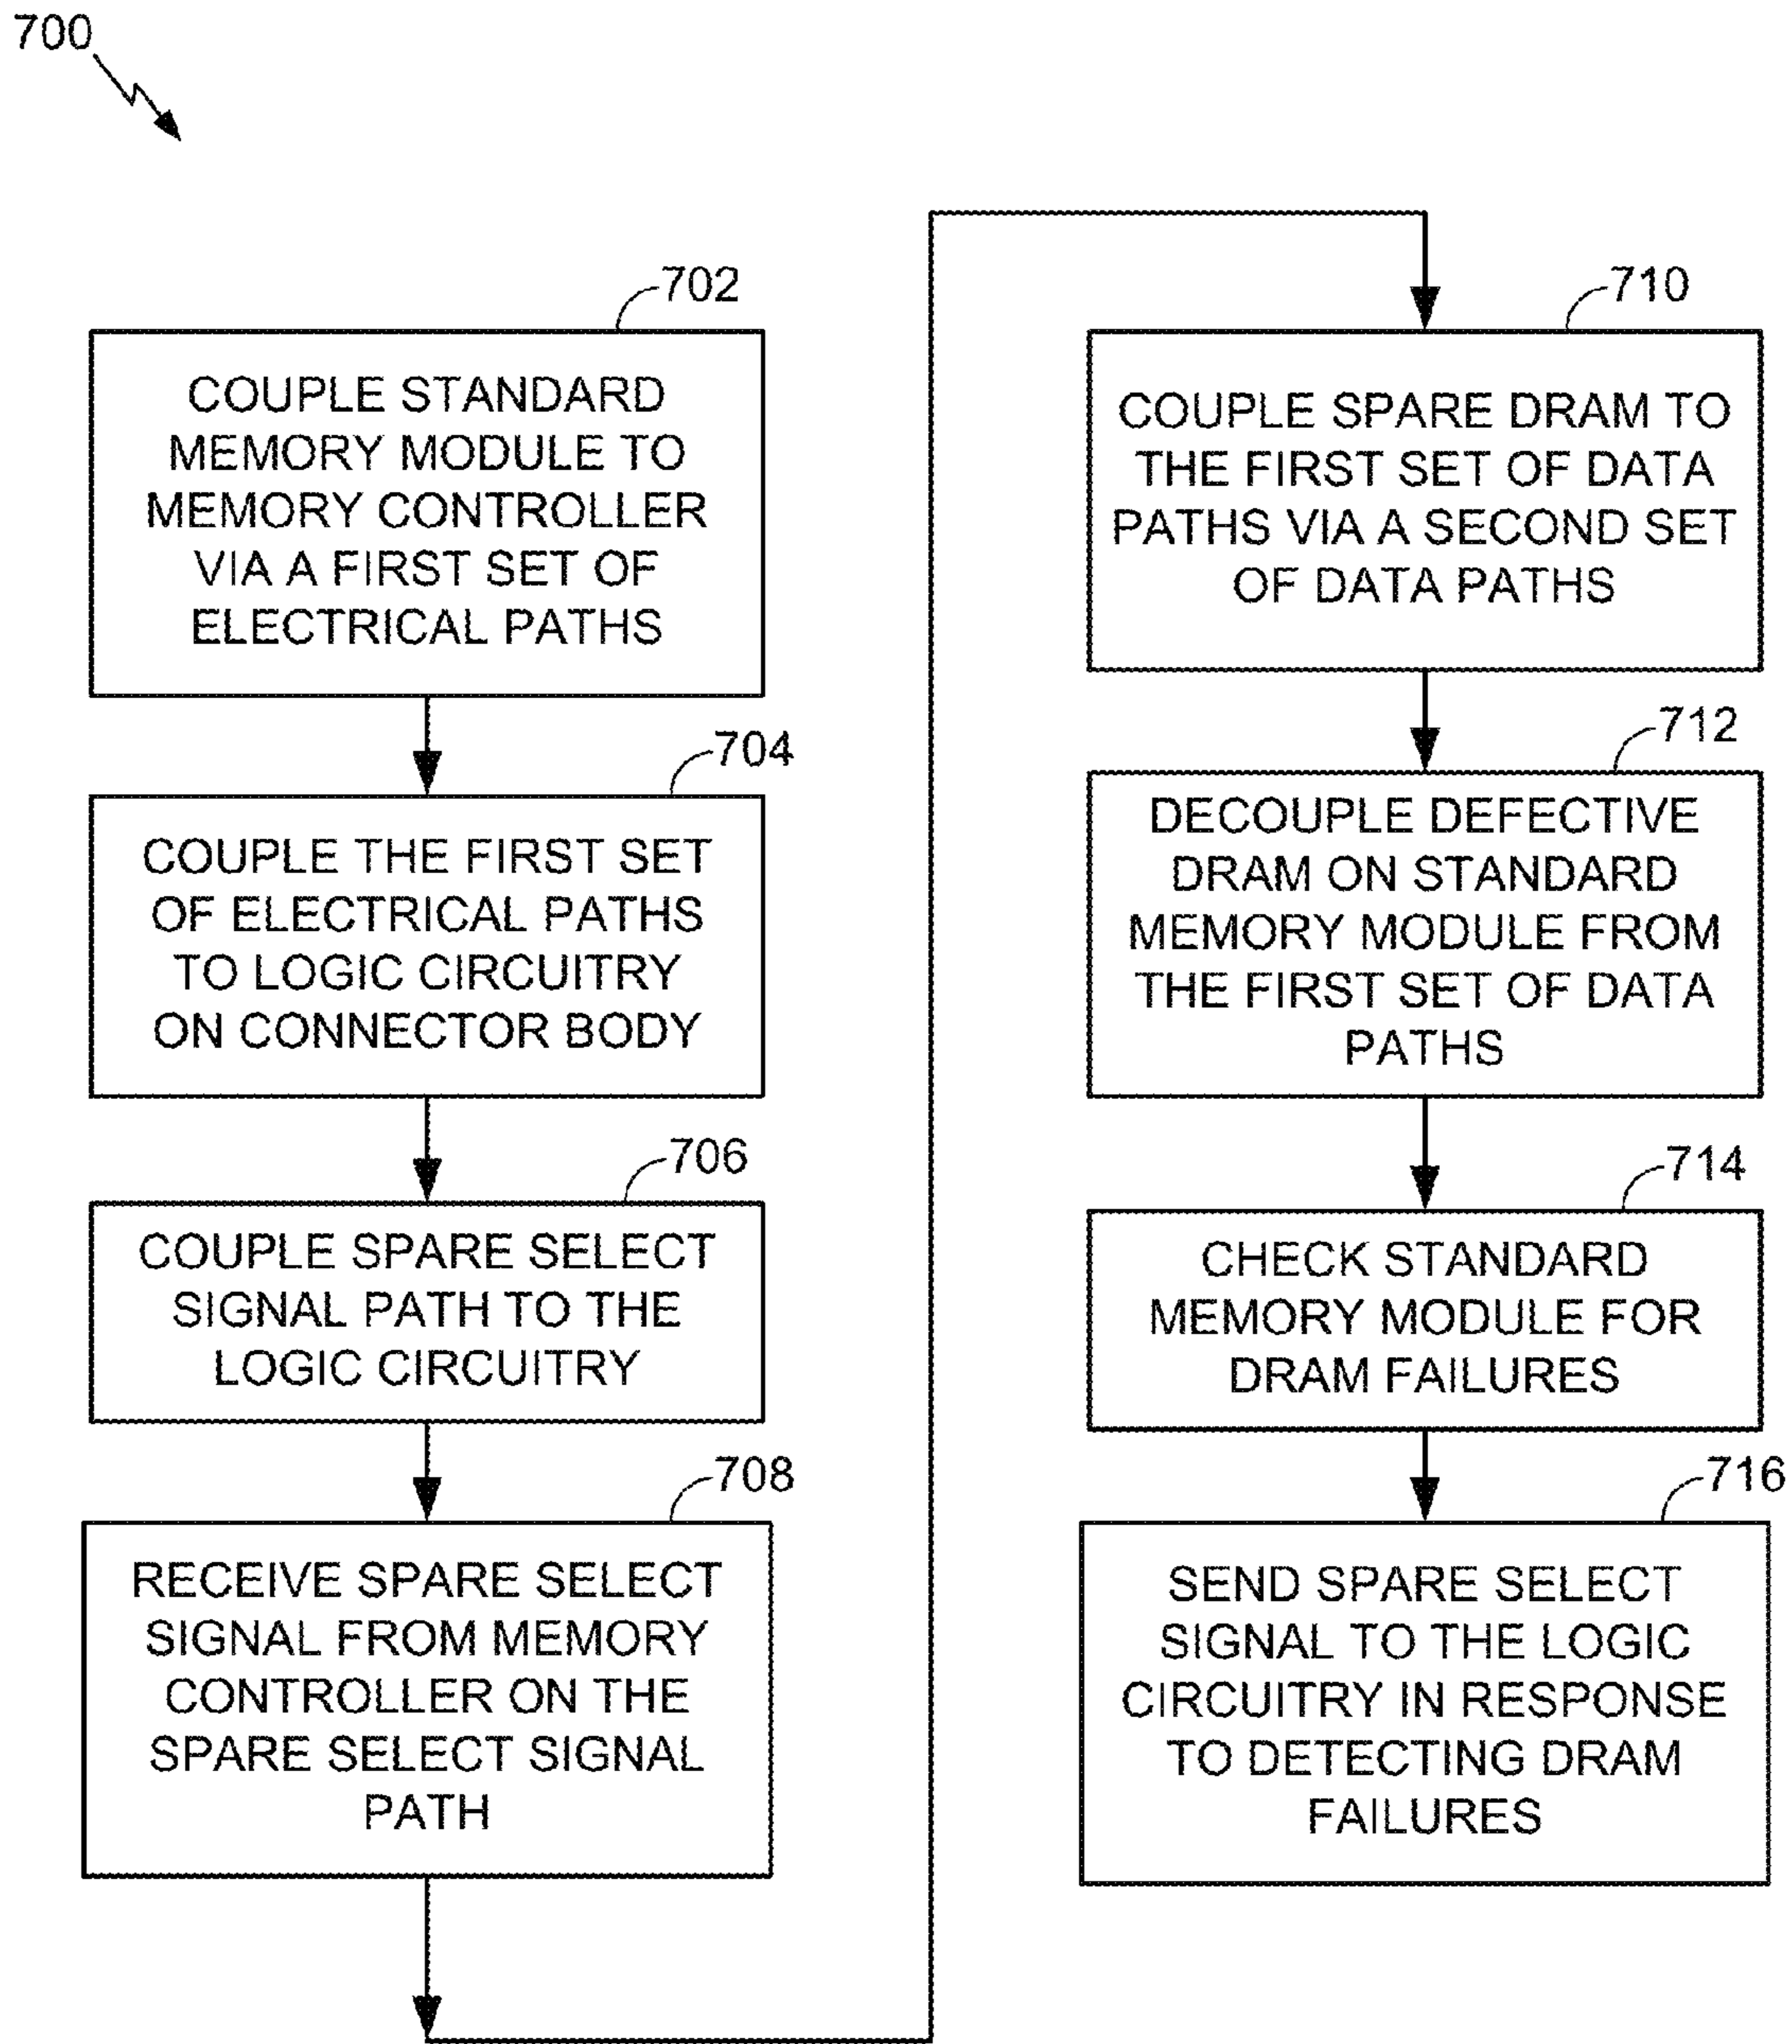 700
702
COUPLE STANDARD
MEMORY MODULE TO
MEMORY CONTROLLER
VIA A FIRST SET OF
ELECTRICAL PATHS
704
COUPLE THE FIRST SET
OF ELECTRICAL PATHS
TO LOGIC CIRCUITRY
ON CONNECTOR BODY
706
COUPLE SPARE SELECT
SIGNAL PATH TO THE
LOGIC CIRCUITRY
708
RECEIVE SPARE SELECT
SIGNAL FROM MEMORY
CONTROLLER ON THE
SPARE SELECT SIGNAL
PATH
710
COUPLE SPARE DRAM TO
THE FIRST SET OF DATA
PATHS VIA A SECOND SET
OF DATA PATHS
712
DECOUPLE DEFECTIVE
DRAM ON STANDARD
MEMORY MODULE FROM
THE FIRST SET OF DATA
PATHS
714
CHECK STANDARD
MEMORY MODULE FOR
DRAM FAILURES
716
SEND SPARE SELECT
SIGNAL TO THE LOGIC
CIRCUITRY IN RESPONSE
TO DETECTING DRAM
FAILURES